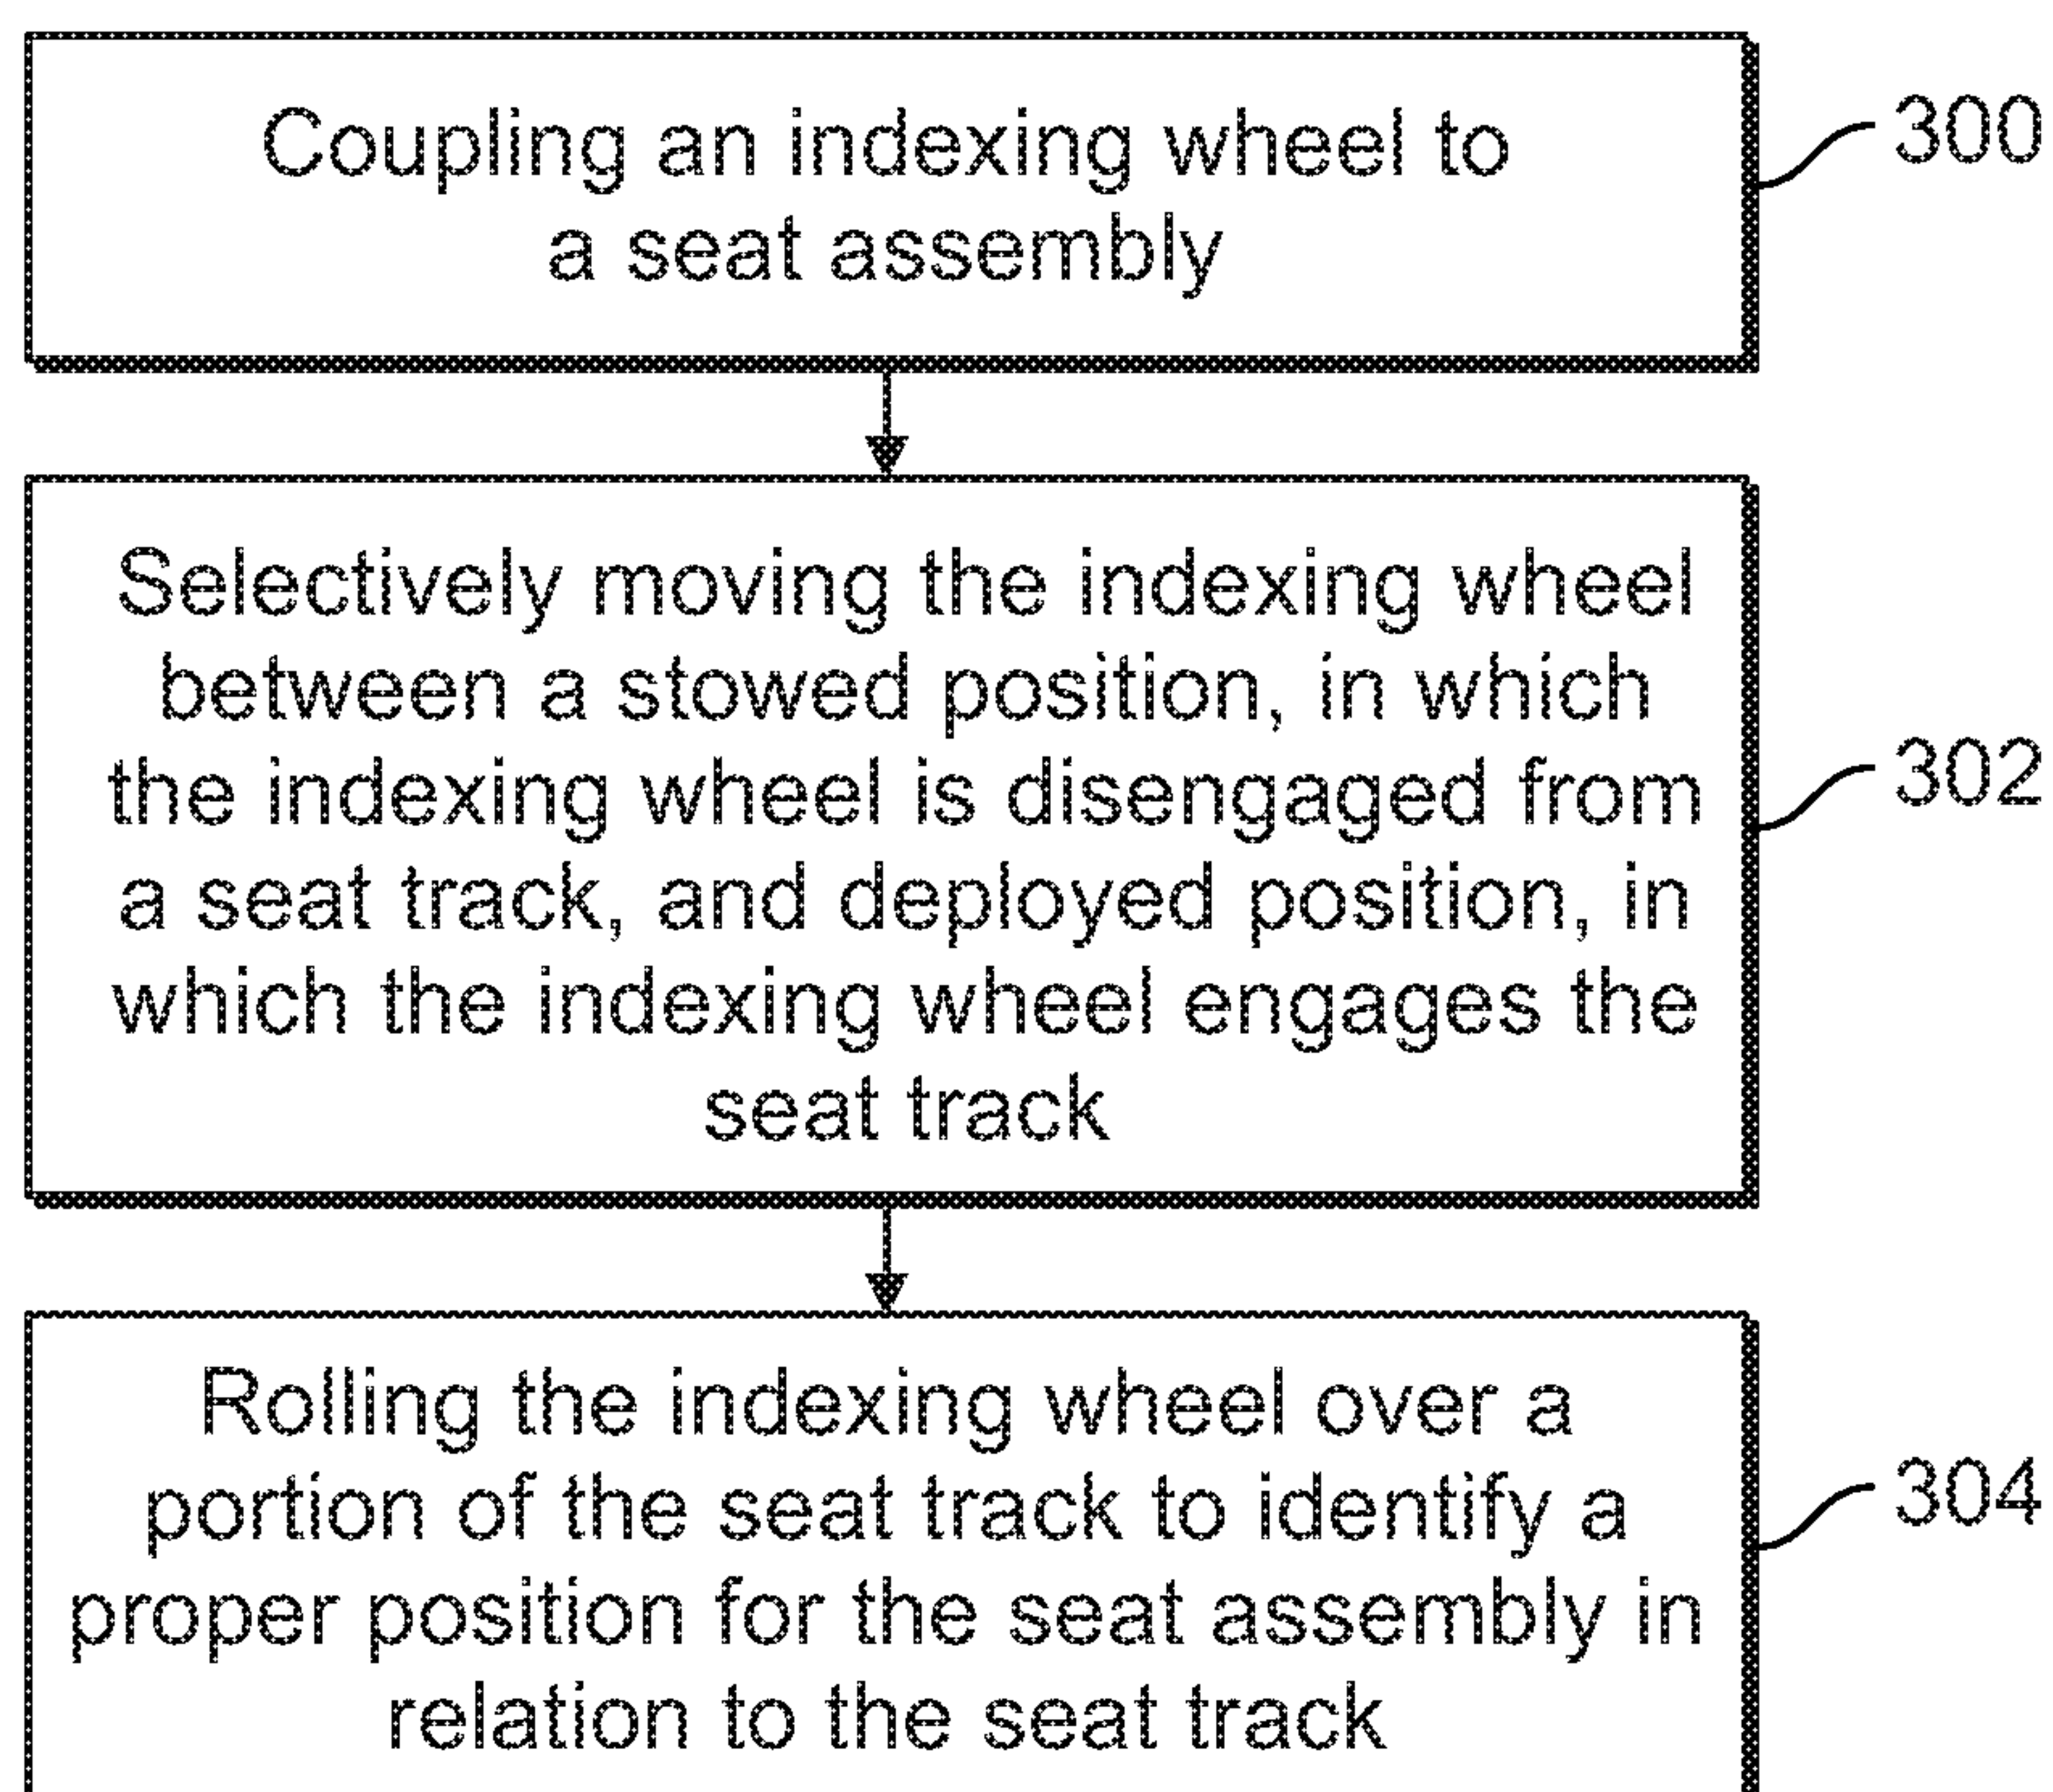 Coupling an indexing wheel to
a seat assembly
300
Selectively moving the indexing wheel
between a stowed position, in which
the indexing wheel is disengaged from
a seat track, and deployed position, in
which the indexing wheel engages the
seat track
302
Rolling the indexing wheel over a
portion of the seat track to identify a
proper position for the seat assembly in
relation to the seat track
304